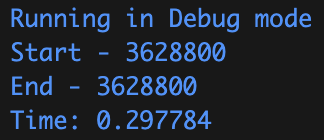 Running in Debug mode
Start - 3628800
End - 3628800
Time: 0.297784